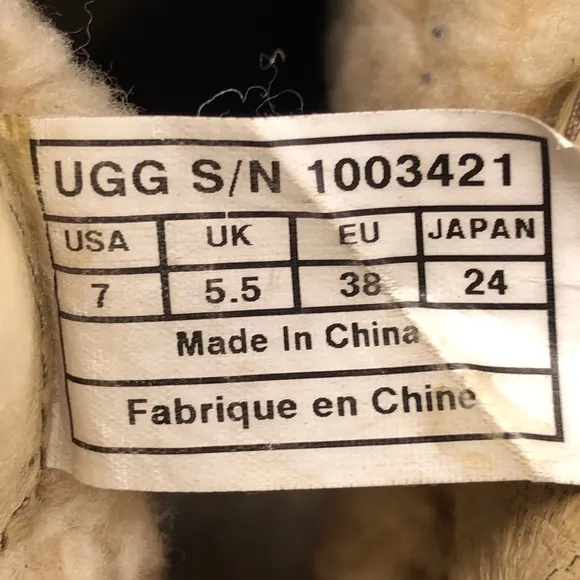 UGG S/N 1003421
USA UK EU JAPAN
7 5.5 38 24
Made In China
Fabrique en Chine